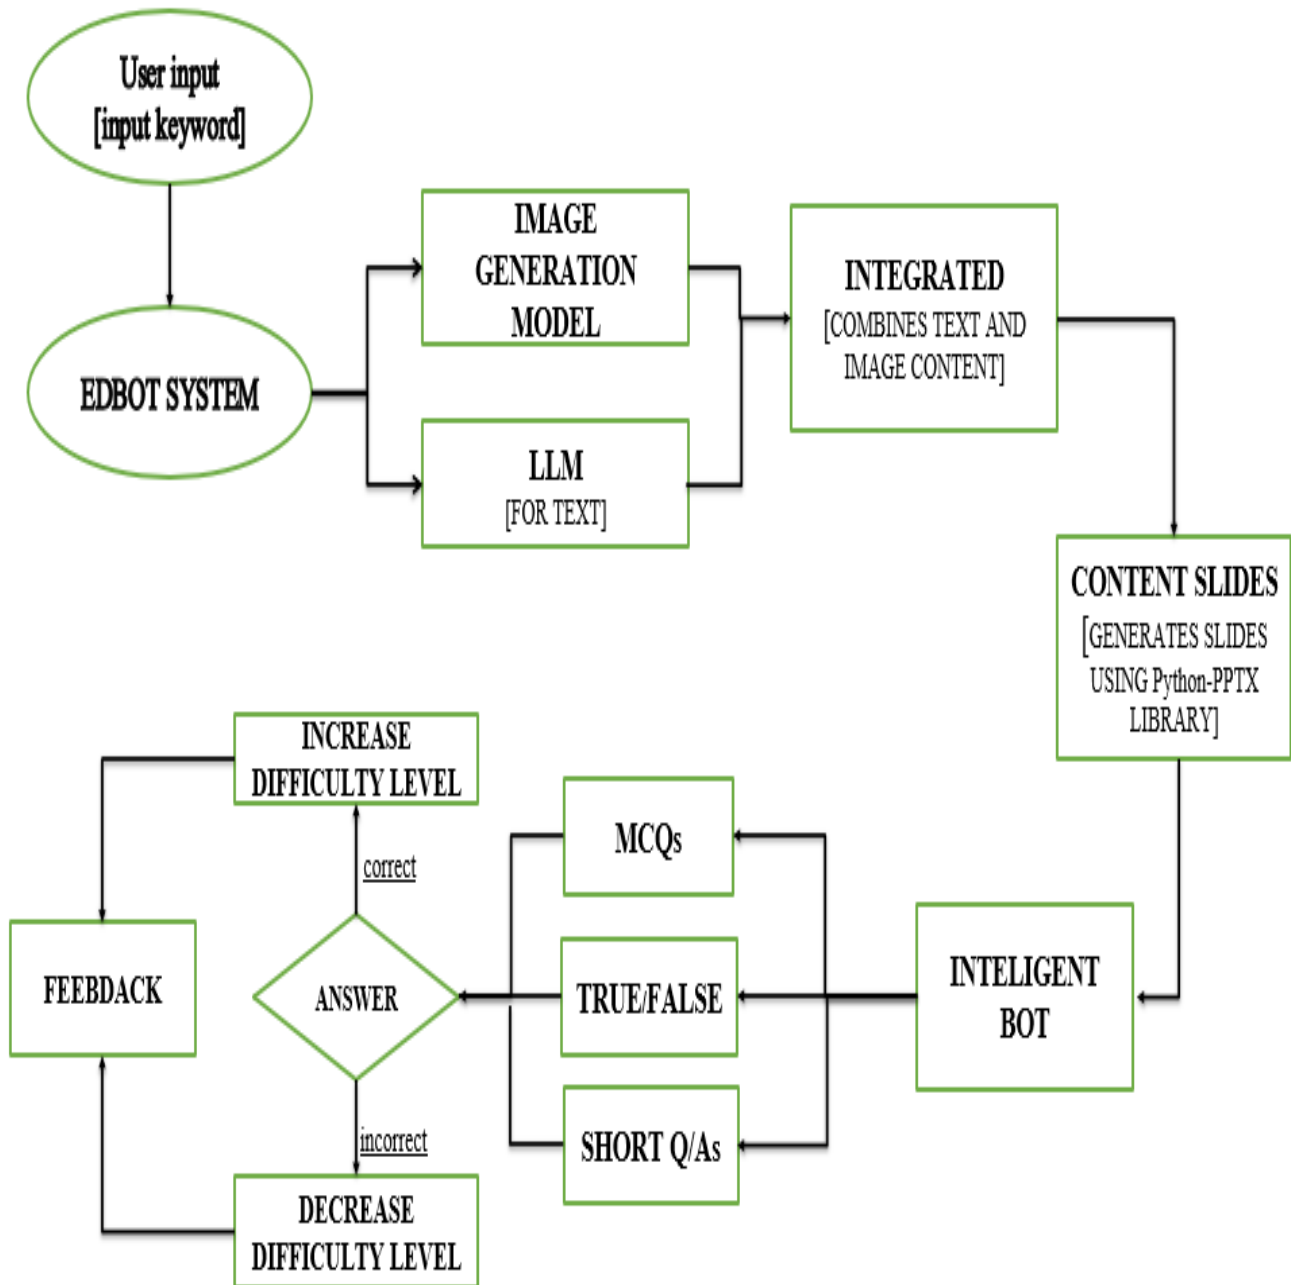 User input
[input keyword]
EDBOT SYSTEM
IMAGE
GENERATION
MODEL
LLM
[FOR TEXT]
INTEGRATED
[COMBINES TEXT AND
IMAGE CONTENT]
CONTENT SLIDES
[GENERATES SLIDES
USING Python-PPTX
LIBRARY]
INTELIGENT
BOT
MCQs
TRUE/FALSE
SHORT Q/As
ANSWER
correct
INCREASE
DIFFICULTY LEVEL
incorrect
DECREASE
DIFFICULTY LEVEL
FEEBDACK